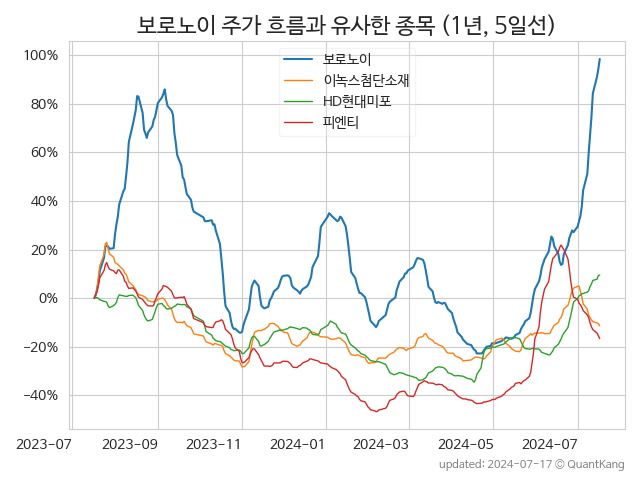 보로노이 주가 흐름과 유사한 종목 (1년, 5일선)
보로노이
이녹스첨단소재
HD현대미포
피엔티
100%
80%
60%
40%
20%
0%
−20%
−40%
2023-07 2023-09 2023-11 2024-01 2024-03 2024-05 2024-07
updated: 2024-07-17 © QuantKang